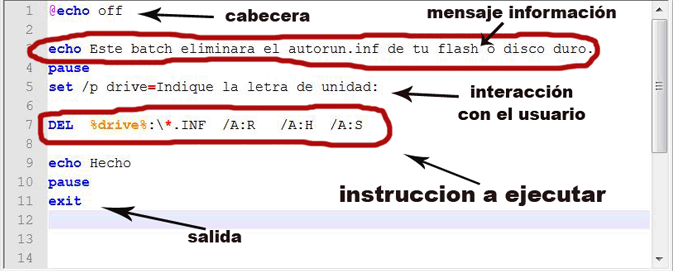 1 @echo off
cabecera
2
mensaje información
3 echo Este batch eliminara el autorun.inf de tu flash o disco duro.
4 pause
5 set /p drive=Indique la letra de unidad:
6
interacción
con el usuario
7 DEL %drive%:\*.INF /A:R /A:H /A:S
8
instruccion a ejecutar
9 echo Hecho
10 pause
11 exit
12
salida
13
14